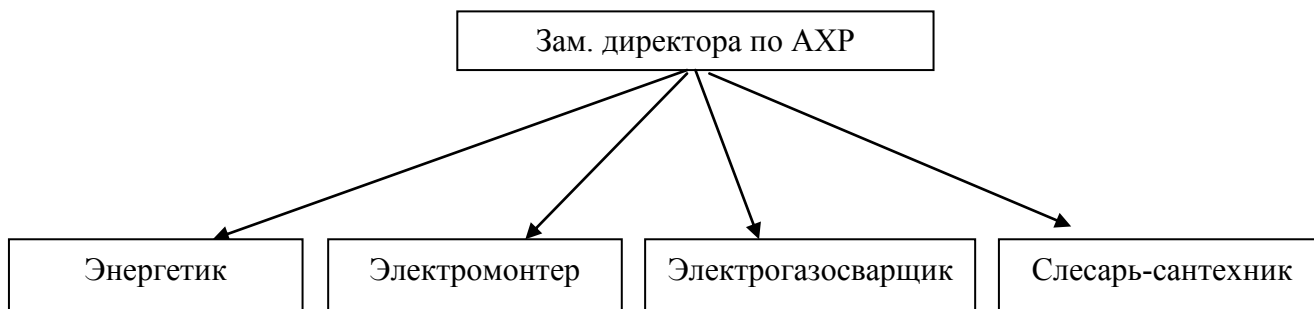 Зам. директора по АХР
Энергетик
Электромонтер
Электрогазосварщик
Слесарь-сантехник